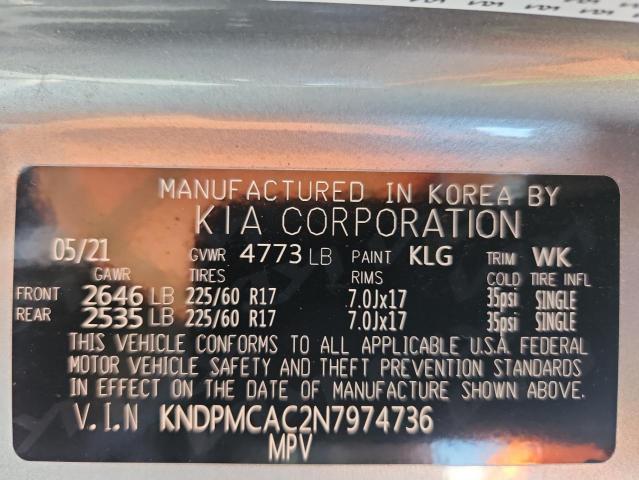 MANUFACTURED IN KOREA BY
KIA CORPORATION
05/21 GVWR 4773 LB PAINT KLG TRIM WK
GAWR TIRES RIMS COLD TIRE INFL
FRONT 2646 LB 225/60 R17 7.0Jx17 35psi SINGLE
REAR 2535 LB 225/60 R17 7.0Jx17 35psi SINGLE
THIS VEHICLE CONFORMS TO ALL APPLICABLE U.S.A. FEDERAL
MOTOR VEHICLE SAFETY AND THEFT PREVENTION STANDARDS
IN EFFECT ON THE DATE OF MANUFACTURE SHOWN ABOVE.
V.I.N KNDPMCAC2N7974736
MPV